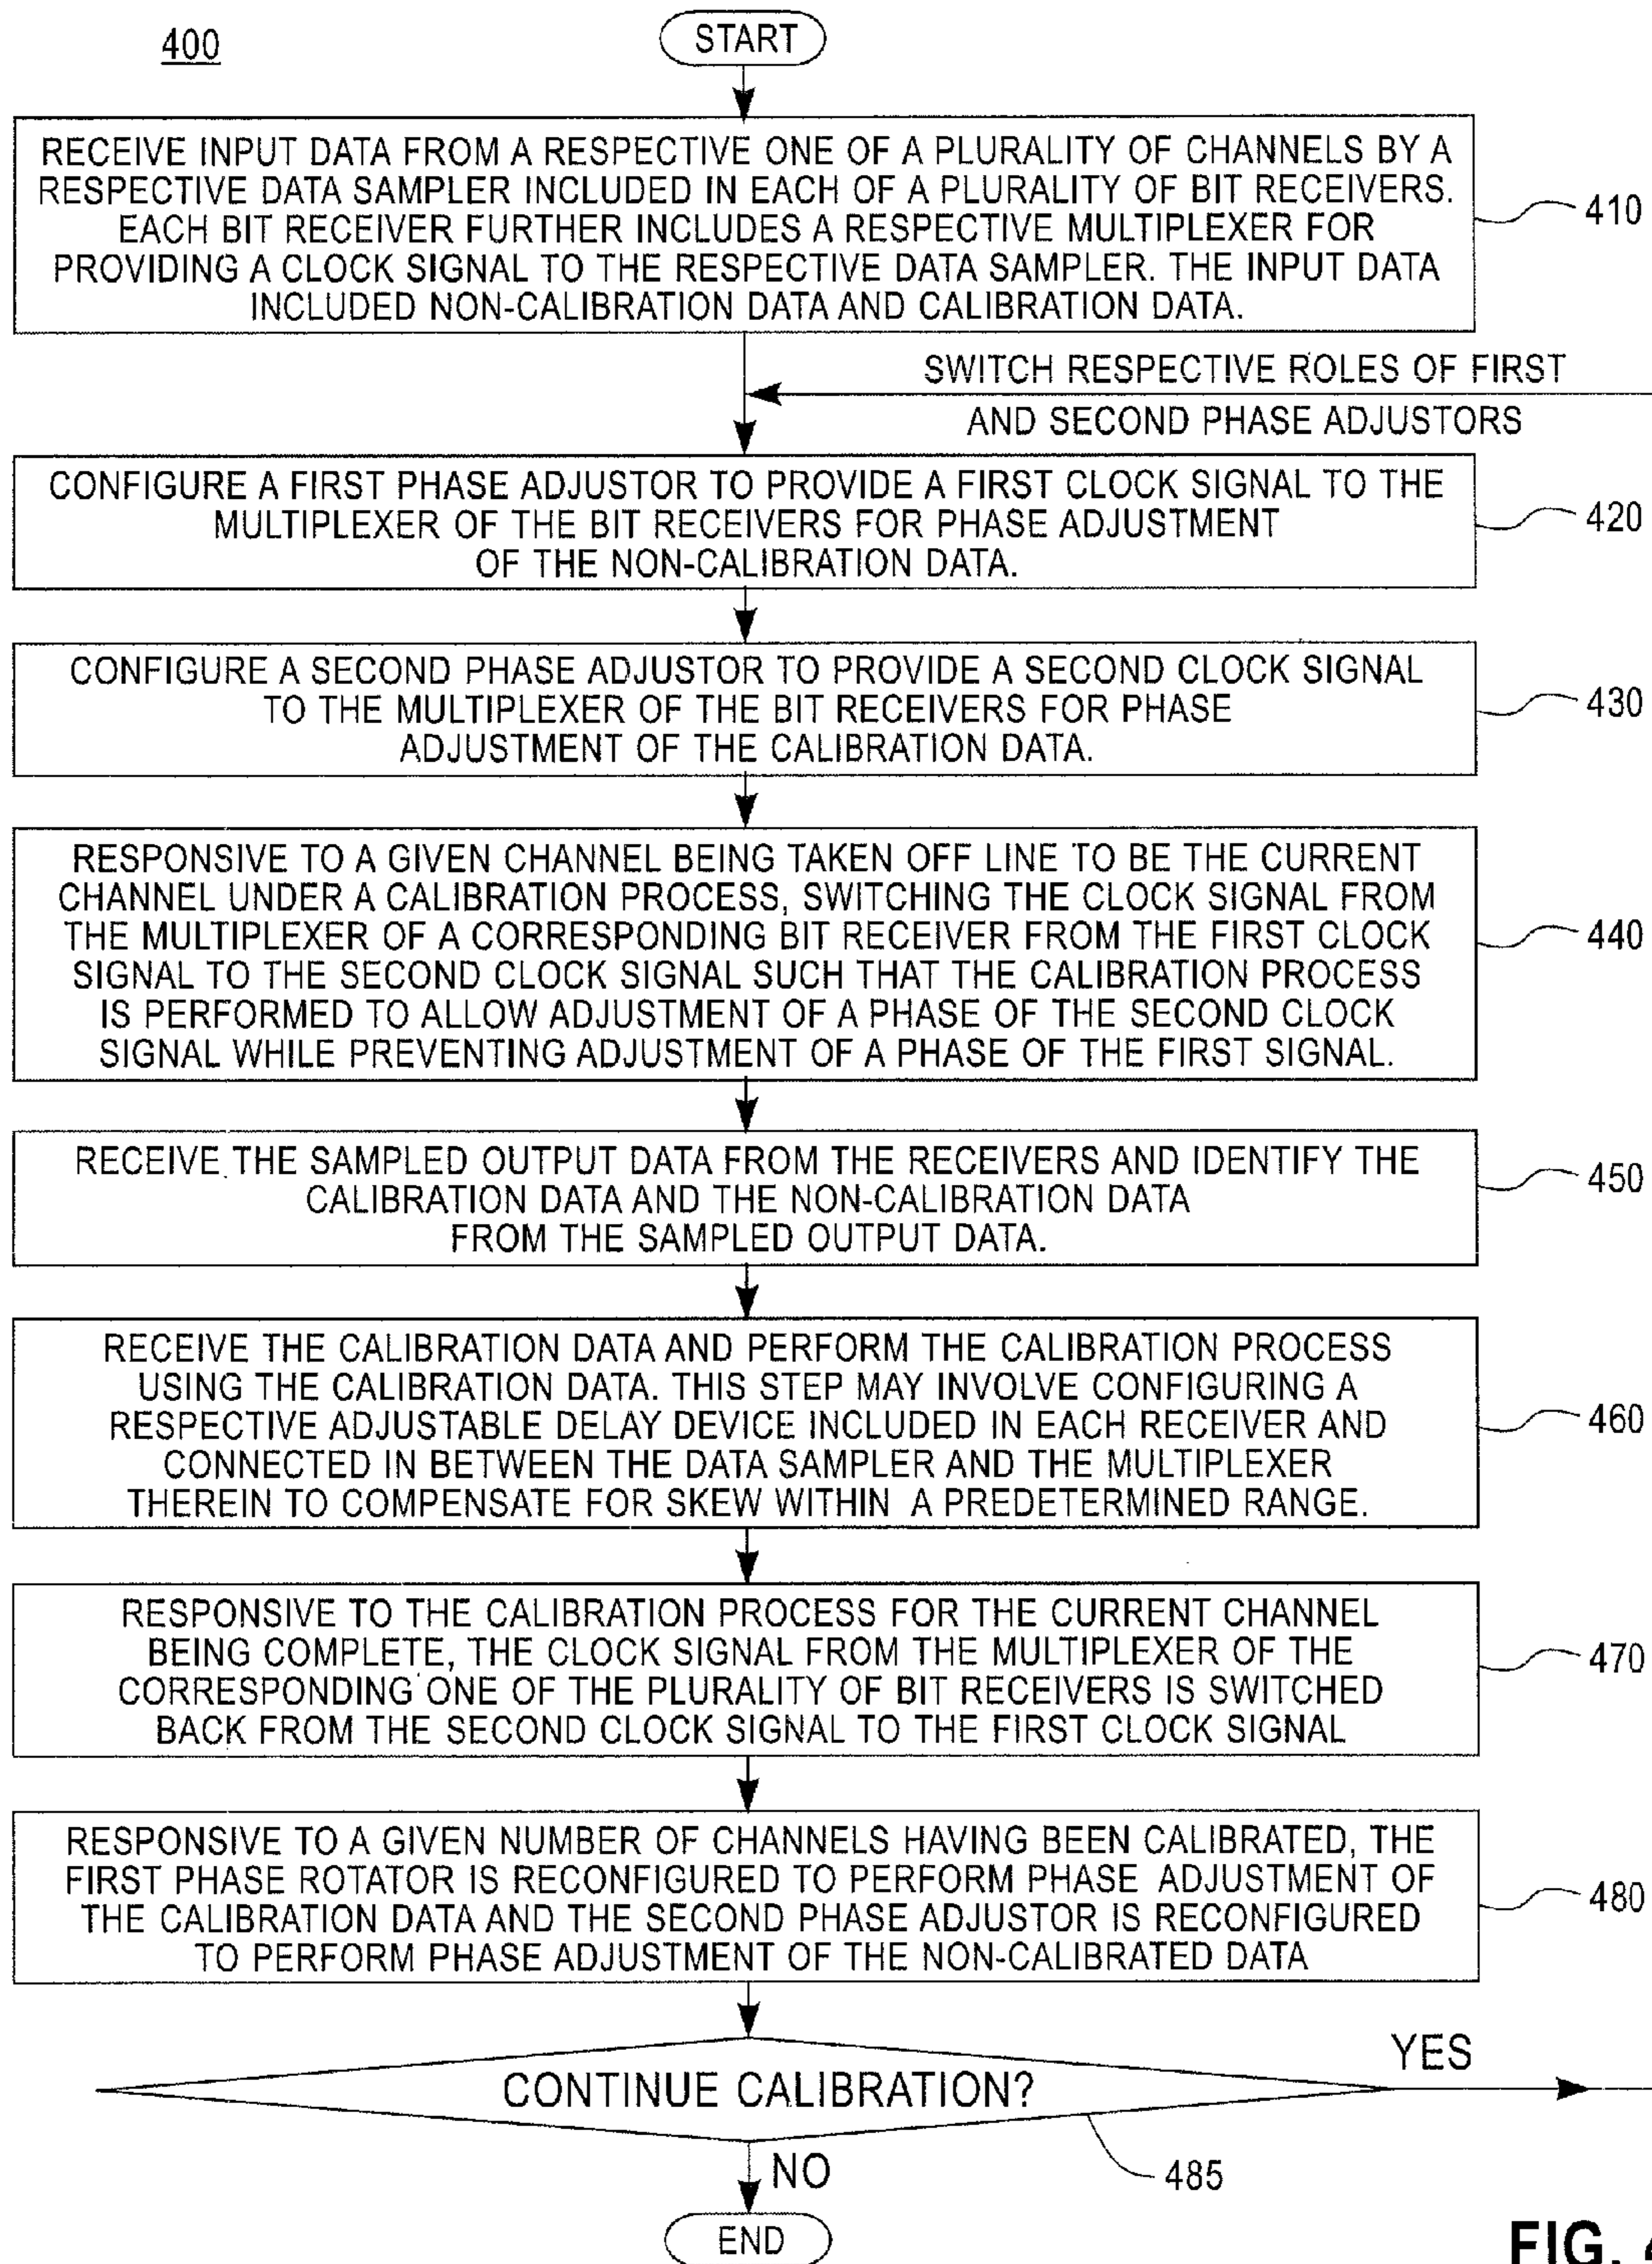 400
START
RECEIVE INPUT DATA FROM A RESPECTIVE ONE OF A PLURALITY OF CHANNELS BY A
RESPECTIVE DATA SAMPLER INCLUDED IN EACH OF A PLURALITY OF BIT RECEIVERS.
EACH BIT RECEIVER FURTHER INCLUDES A RESPECTIVE MULTIPLEXER FOR
PROVIDING A CLOCK SIGNAL TO THE RESPECTIVE DATA SAMPLER. THE INPUT DATA
INCLUDED NON-CALIBRATION DATA AND CALIBRATION DATA.
410
SWITCH RESPECTIVE ROLES OF FIRST
AND SECOND PHASE ADJUSTORS
CONFIGURE A FIRST PHASE ADJUSTOR TO PROVIDE A FIRST CLOCK SIGNAL TO THE
MULTIPLEXER OF THE BIT RECEIVERS FOR PHASE ADJUSTMENT
OF THE NON-CALIBRATION DATA.
420
CONFIGURE A SECOND PHASE ADJUSTOR TO PROVIDE A SECOND CLOCK SIGNAL
TO THE MULTIPLEXER OF THE BIT RECEIVERS FOR PHASE
ADJUSTMENT OF THE CALIBRATION DATA.
430
RESPONSIVE TO A GIVEN CHANNEL BEING TAKEN OFF LINE TO BE THE CURRENT
CHANNEL UNDER A CALIBRATION PROCESS, SWITCHING THE CLOCK SIGNAL FROM
THE MULTIPLEXER OF A CORRESPONDING BIT RECEIVER FROM THE FIRST CLOCK
SIGNAL TO THE SECOND CLOCK SIGNAL SUCH THAT THE CALIBRATION PROCESS
IS PERFORMED TO ALLOW ADJUSTMENT OF A PHASE OF THE SECOND CLOCK
SIGNAL WHILE PREVENTING ADJUSTMENT OF A PHASE OF THE FIRST SIGNAL.
440
RECEIVE THE SAMPLED OUTPUT DATA FROM THE RECEIVERS AND IDENTIFY THE
CALIBRATION DATA AND THE NON-CALIBRATION DATA
FROM THE SAMPLED OUTPUT DATA.
450
RECEIVE THE CALIBRATION DATA AND PERFORM THE CALIBRATION PROCESS
USING THE CALIBRATION DATA. THIS STEP MAY INVOLVE CONFIGURING A
RESPECTIVE ADJUSTABLE DELAY DEVICE INCLUDED IN EACH RECEIVER AND
CONNECTED IN BETWEEN THE DATA SAMPLER AND THE MULTIPLEXER
THEREIN TO COMPENSATE FOR SKEW WITHIN A PREDETERMINED RANGE.
460
RESPONSIVE TO THE CALIBRATION PROCESS FOR THE CURRENT CHANNEL
BEING COMPLETE, THE CLOCK SIGNAL FROM THE MULTIPLEXER OF THE
CORRESPONDING ONE OF THE PLURALITY OF BIT RECEIVERS IS SWITCHED
BACK FROM THE SECOND CLOCK SIGNAL TO THE FIRST CLOCK SIGNAL
470
RESPONSIVE TO A GIVEN NUMBER OF CHANNELS HAVING BEEN CALIBRATED, THE
FIRST PHASE ROTATOR IS RECONFIGURED TO PERFORM PHASE ADJUSTMENT OF
THE CALIBRATION DATA AND THE SECOND PHASE ADJUSTOR IS RECONFIGURED
TO PERFORM PHASE ADJUSTMENT OF THE NON-CALIBRATED DATA
480
CONTINUE CALIBRATION?
YES
485
NO
END
FIG.